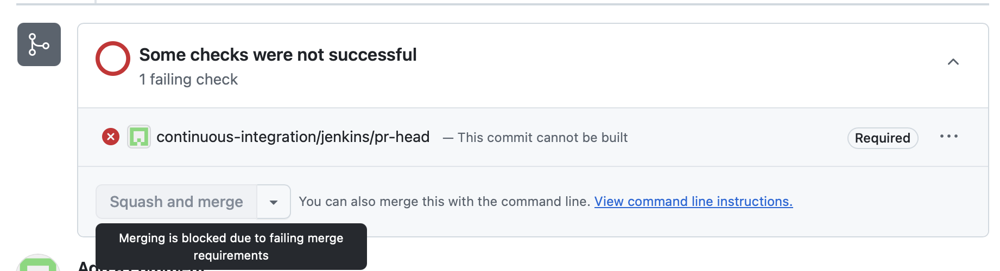 Some checks were not successful
1 failing check
continuous-integration/jenkins/pr-head — This commit cannot be built
Required
Squash and merge
You can also merge this with the command line. View command line instructions.
Merging is blocked due to failing merge
requirements